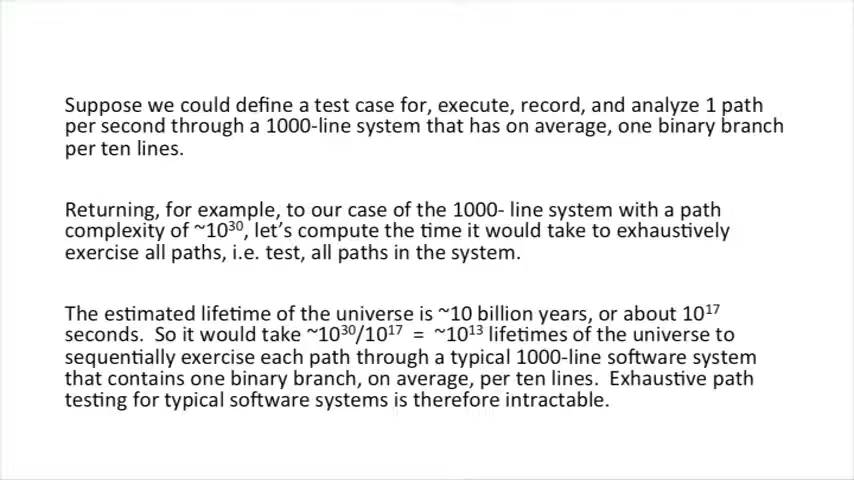 Suppose we could define a test case for, execute, record, and analyze 1 path
per second through a 1000-line system that has on average, one binary branch
per ten lines.
Returning, for example, to our case of the 1000- line system with a path
complexity of ~10³⁰, let’s compute the time it would take to exhaustively
exercise all paths, i.e. test, all paths in the system.
The estimated lifetime of the universe is ~10 billion years, or about 10¹⁷
seconds.  So it would take ~10³⁰/10¹⁷  =  ~10¹³ lifetimes of the universe to
sequentially exercise each path through a typical 1000-line software system
that contains one binary branch, on average, per ten lines.  Exhaustive path
testing for typical software systems is therefore intractable.